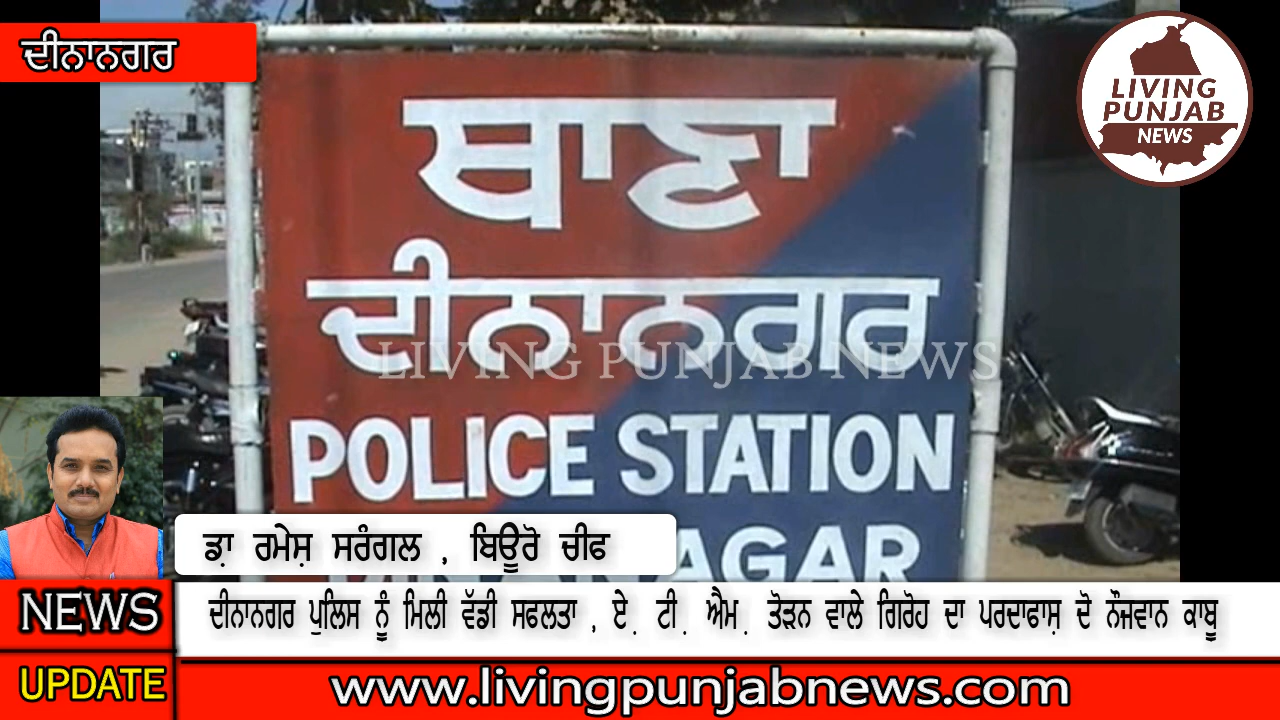 ਦੀਨਾਨਗਰ
LIVING
PUNJAB
NEWS
ਥਾਣਾ
ਦੀਨਾਨਗਰ
LIVING PUNJAB NEWS
POLICE STATION
ਡਾ਼ ਰਮੇਸ਼ ਸਰੰਗਲ , ਬਿਊਰੋ ਚੀਫ
NEWS
ਦੀਨਾਨਗਰ ਪੁਲਿਸ ਨੂੰ ਮਿਲੀ ਵੱਡੀ ਸਫਲਤਾ , ਏ. ਟੀ. ਐਮ. ਤੋੜਨ ਵਾਲੇ ਗਿਰੋਹ ਦਾ ਪਰਦਾਫਾਸ਼ ਦੋ ਨੌਜਵਾਨ ਕਾਬੂ
UPDATE
www.livingpunjabnews.com